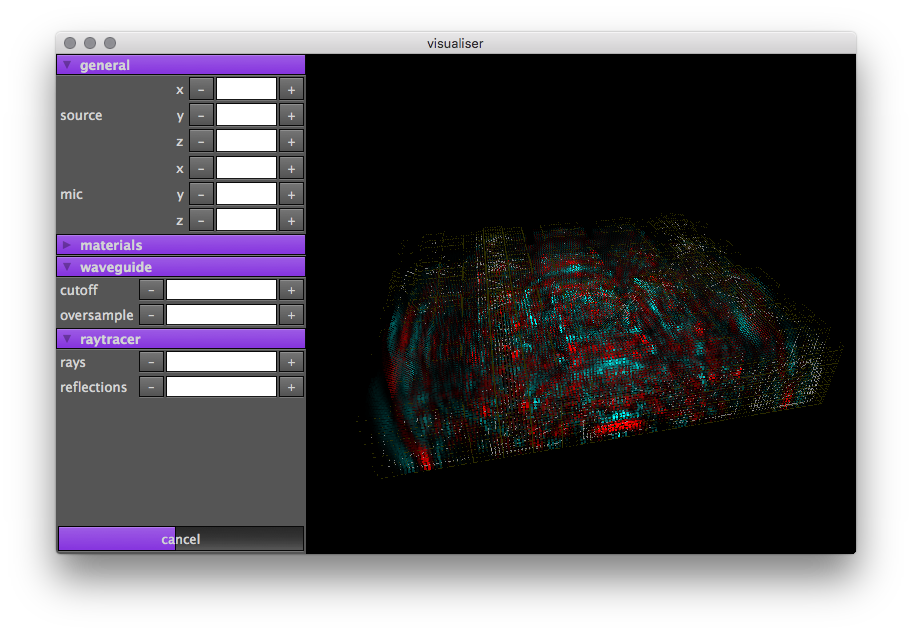 visualiser
general
x - +
source y - +
z - +
x - +
mic y - +
z - +
materials
waveguide
cutoff - +
oversample - +
raytracer
rays - +
reflections - +
cancel